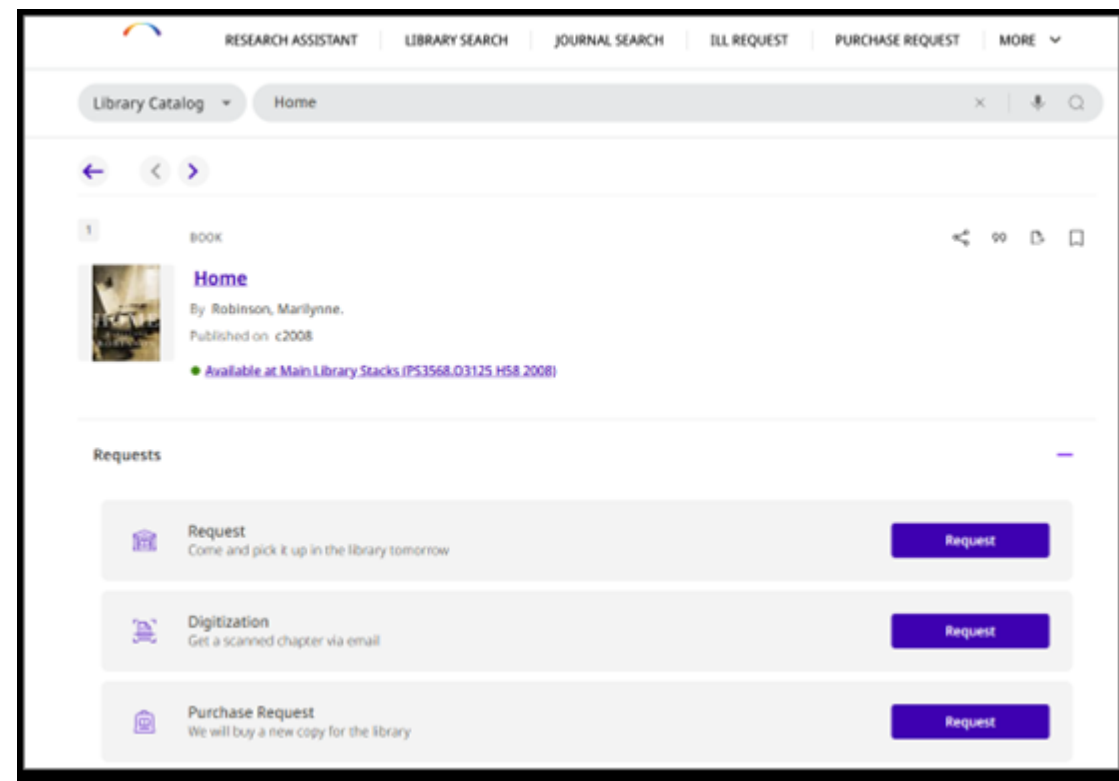 RESEARCH ASSISTANT LIBRARY SEARCH JOURNAL SEARCH ILL REQUEST PURCHASE REQUEST MORE
Library Catalog Home
1
BOOK
Home
By Robinson, Marilynne.
Published on c2008
Available at Main Library Stacks (PS3568.O3125 H58 2008)
Requests
Request
Come and pick it up in the library tomorrow
Request
Digitization
Get a scanned chapter via email
Request
Purchase Request
We will buy a new copy for the library
Request